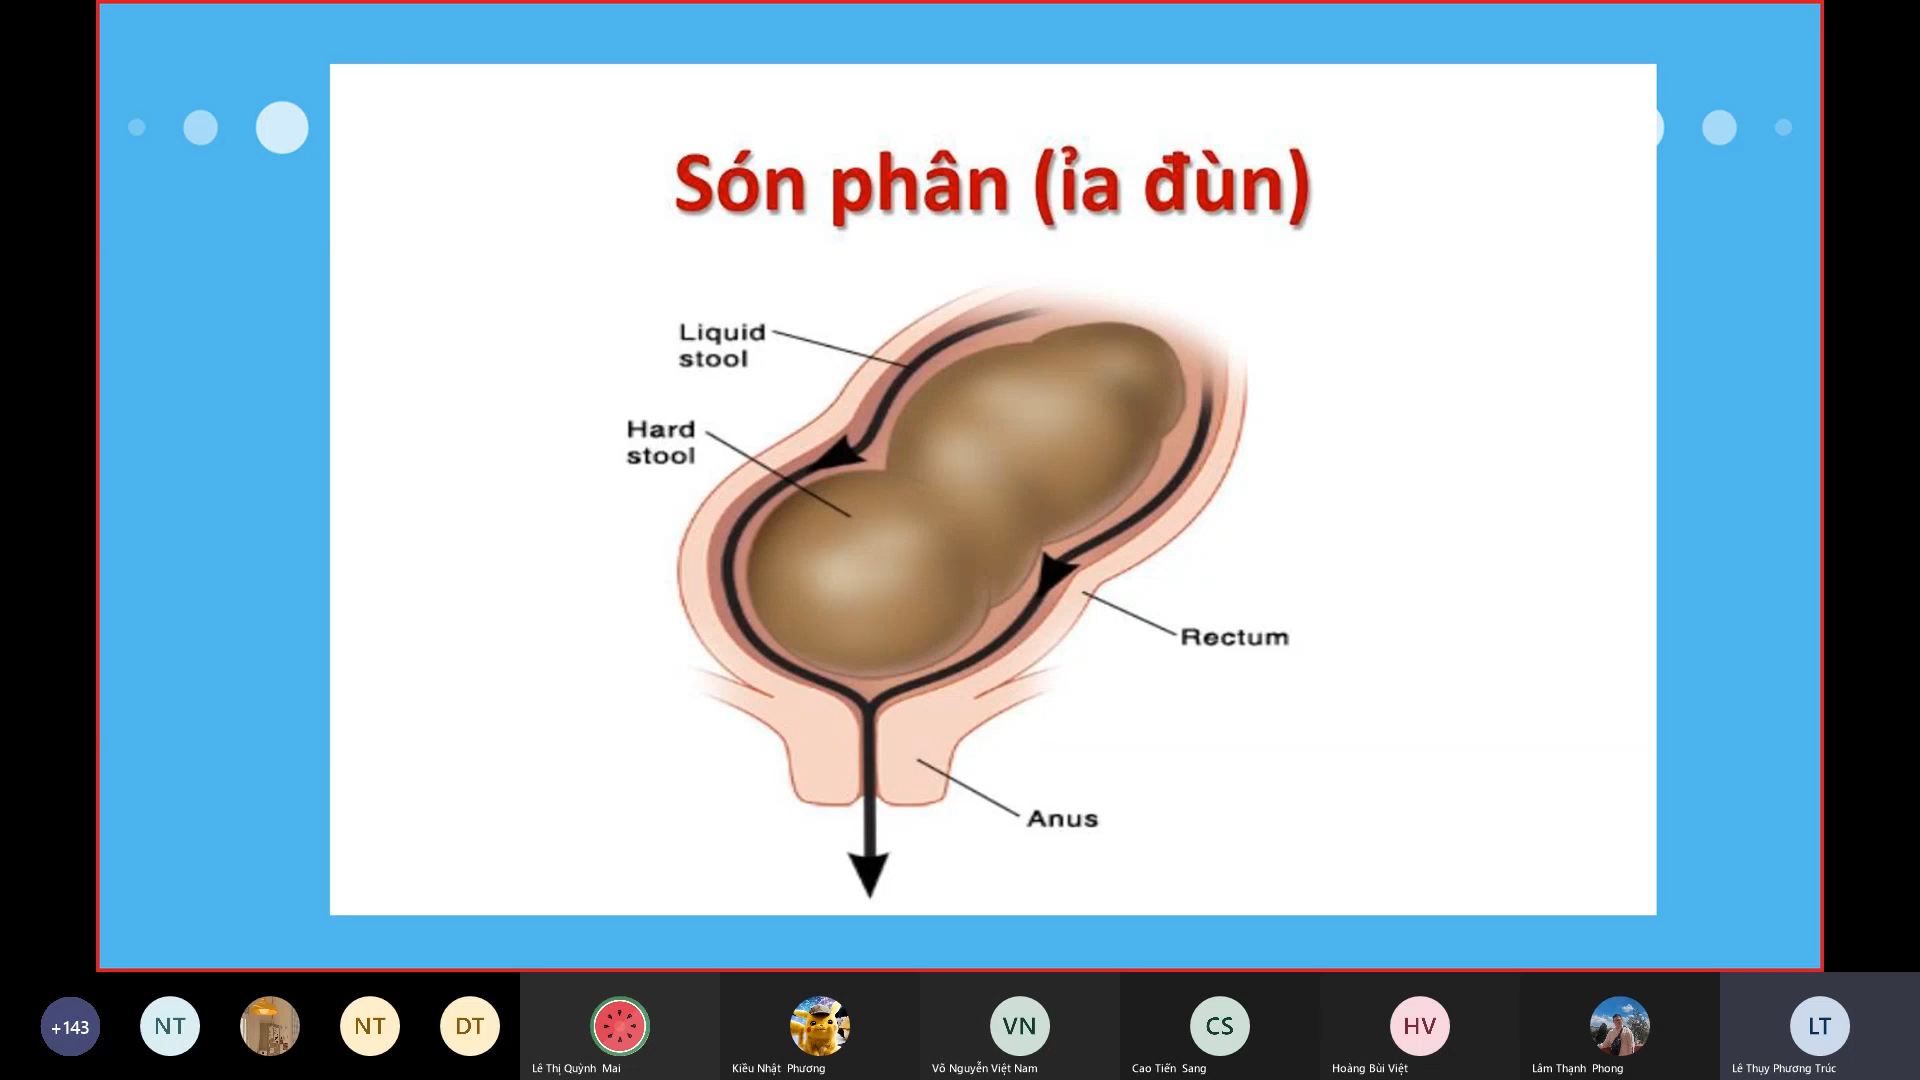 Són phân (ỉa đùn)
Liquid
stool
Hard
stool
Rectum
Anus
+143
NT
NT
DT
VN
CS
HV
LT
Lê Thị Quỳnh Mai
Kiều Nhật Phương
Võ Nguyễn Việt Nam
Cao Tiến Sang
Hoàng Bùi Việt
Lâm Thạnh Phong
Lê Thụy Phương Trúc